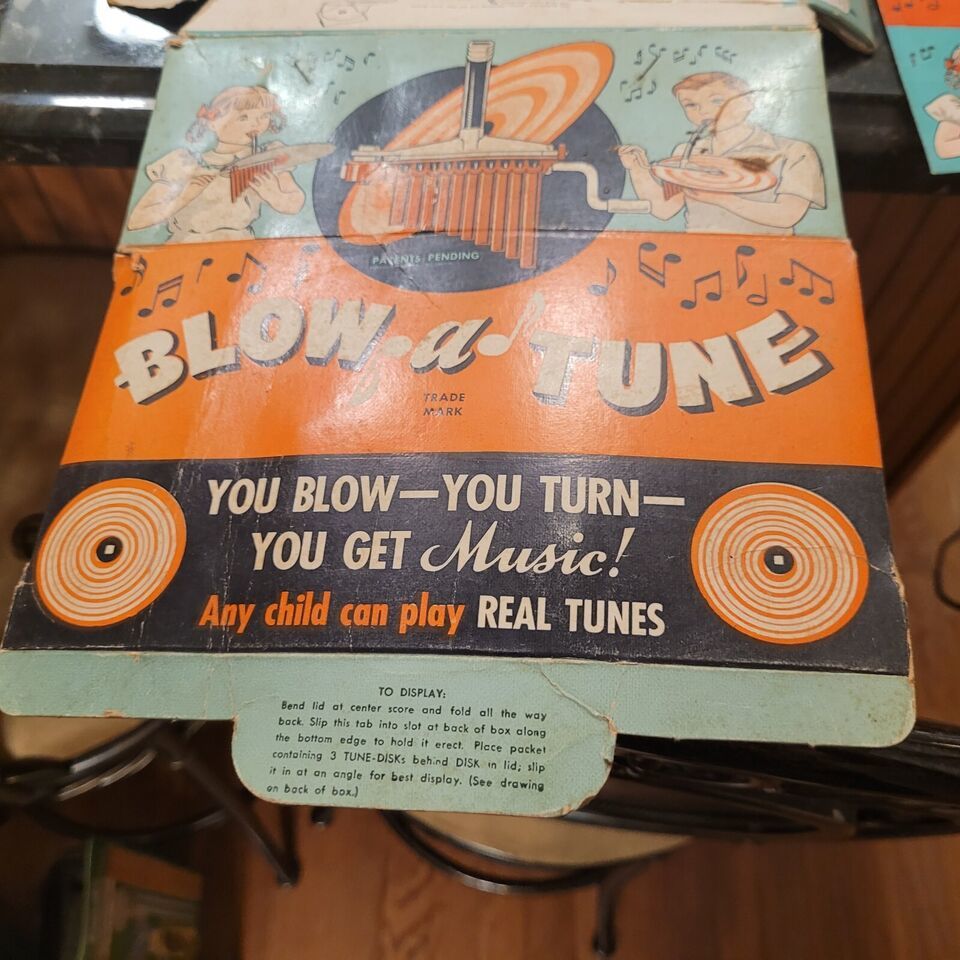 PATENTS PENDING
BLOW-a-TUNE
TRADE
MARK
YOU BLOW—YOU TURN—
YOU GET Music!
Any child can play REAL TUNES
TO DISPLAY:
Bend lid at center score and fold all the way
back. Slip this tab into slot at back of box along
the bottom edge to hold it erect. Place packet
containing 3 TUNE-DISKs behind DISK in lid; slip
it in at an angle for best display. (See drawing
on back of box.)